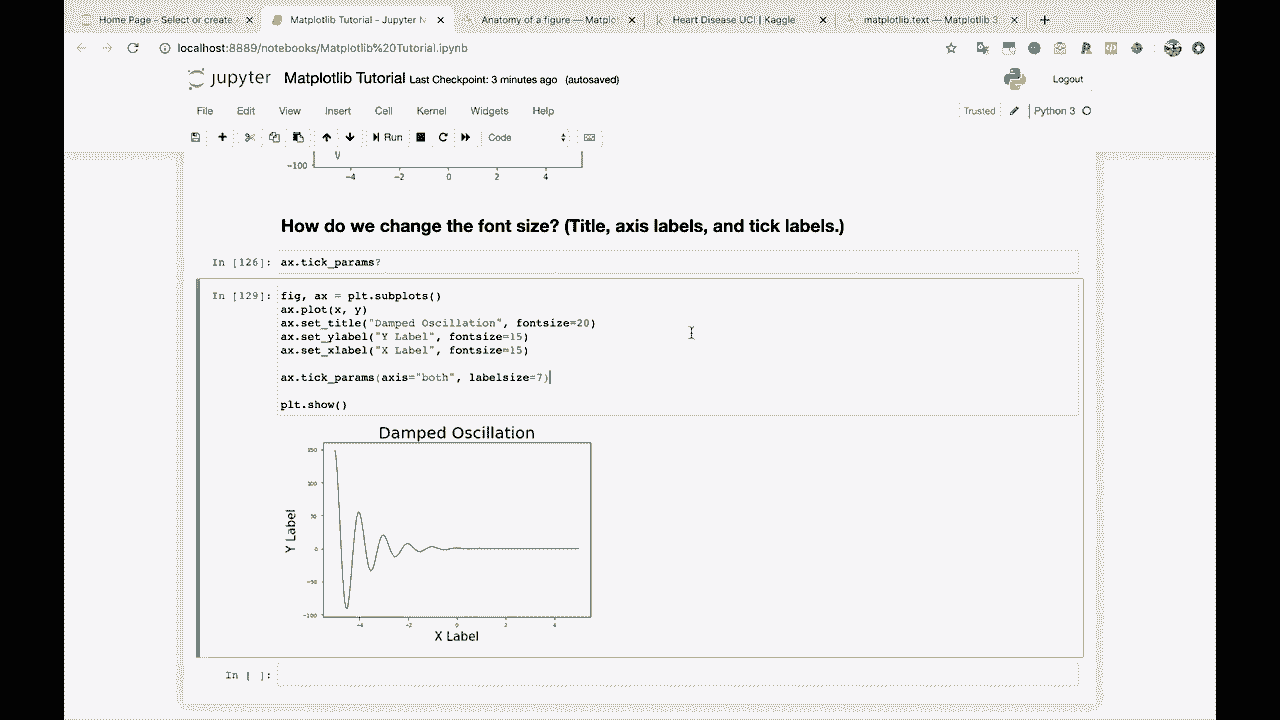 Home Page - Select or create
Matplotlib Tutorial - Jupyter N
Anatomy of a figure — Matplo
Heart Disease UCI | Kaggle
matplotlib.text — Matplotlib 3
localhost:8889/notebooks/Matplotlib%20Tutorial.ipynb
jupyter Matplotlib Tutorial Last Checkpoint: 3 minutes ago (autosaved)
Logout
File Edit View Insert Cell Kernel Widgets Help
Trusted Python 3
Run Code
-100
-4 -2 0 2 4
How do we change the font size? (Title, axis labels, and tick labels.)
In [126]: ax.tick_params?
In [129]: fig, ax = plt.subplots()
ax.plot(x, y)
ax.set_title("Damped Oscillation", fontsize=20)
ax.set_ylabel("Y Label", fontsize=15)
ax.set_xlabel("X Label", fontsize=15)
ax.tick_params(axis="both", labelsize=7)
plt.show()
Damped Oscillation
150
100
50
0
-50
-100
Y Label
-4 -2 0 2 4
X Label
In [ ]: